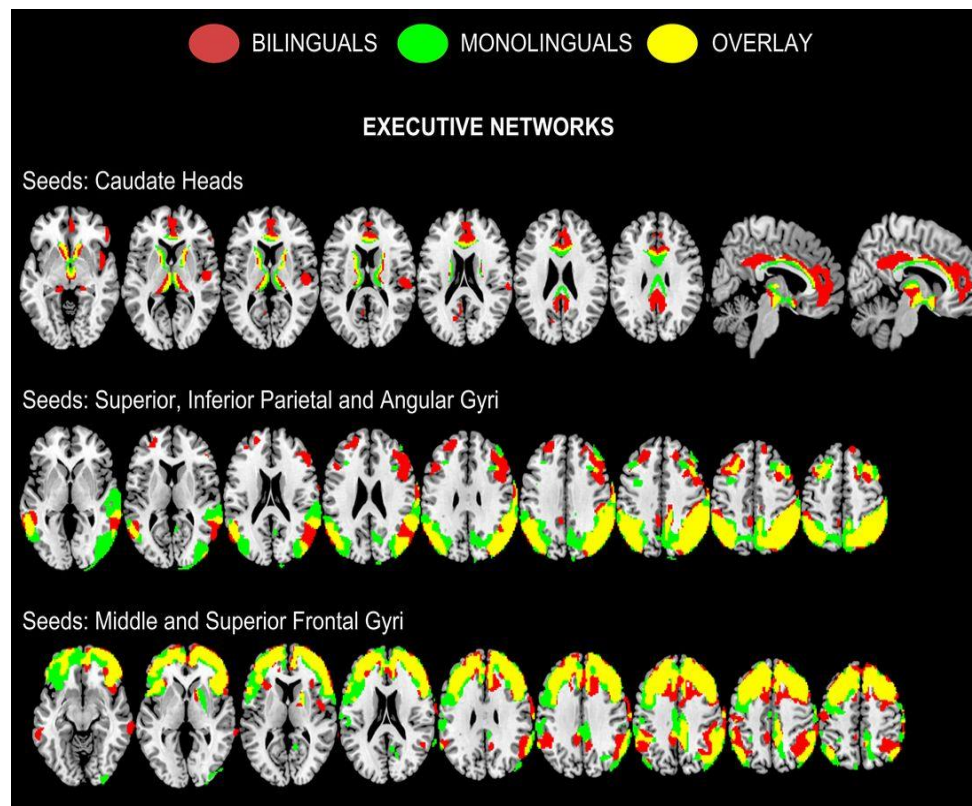 BILINGUALS MONOLINGUALS OVERLAY
EXECUTIVE NETWORKS
Seeds: Caudate Heads
Seeds: Superior, Inferior Parietal and Angular Gyri
Seeds: Middle and Superior Frontal Gyri